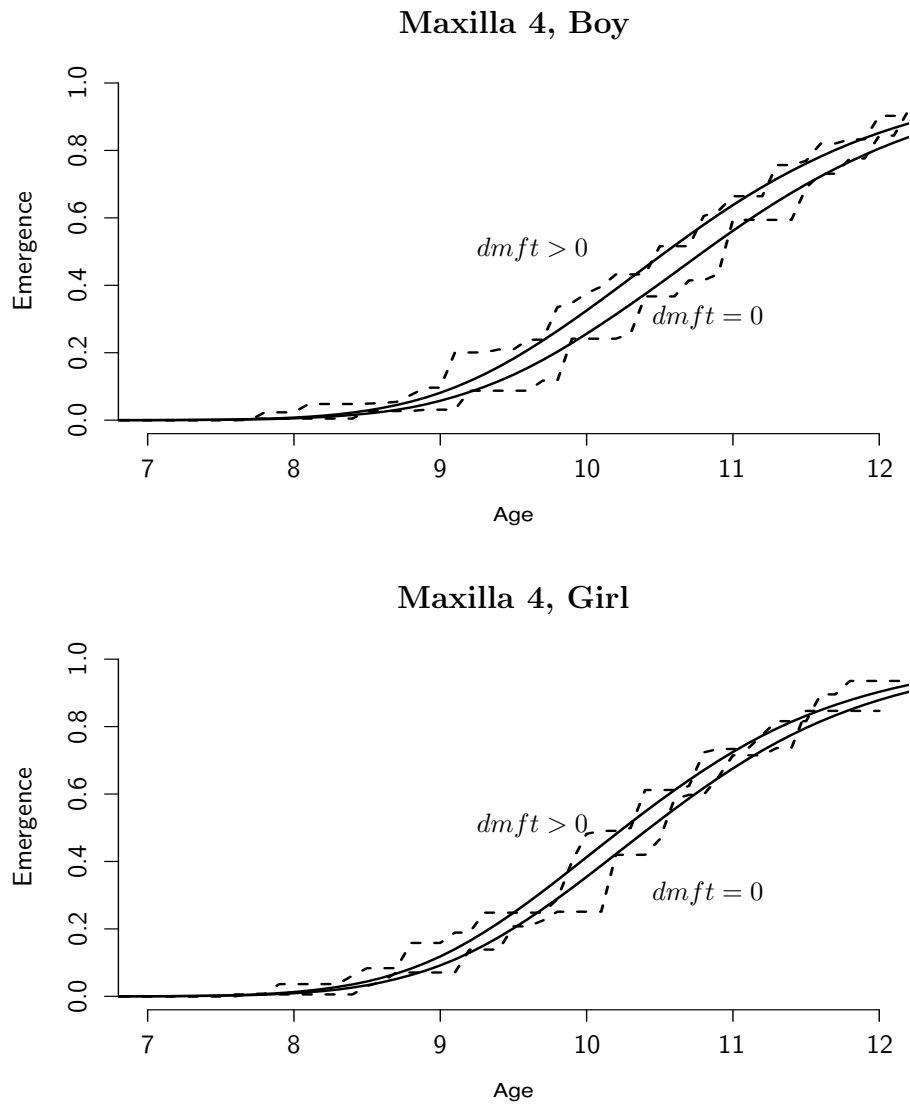 Maxilla 4, Boy
1.0
0.8
0.6
0.4
0.2
0.0
Emergence
dmft > 0
dmft = 0
7 8 9 10 11 12
Age
Maxilla 4, Girl
1.0
0.8
0.6
0.4
0.2
0.0
Emergence
dmft > 0
dmft = 0
7 8 9 10 11 12
Age